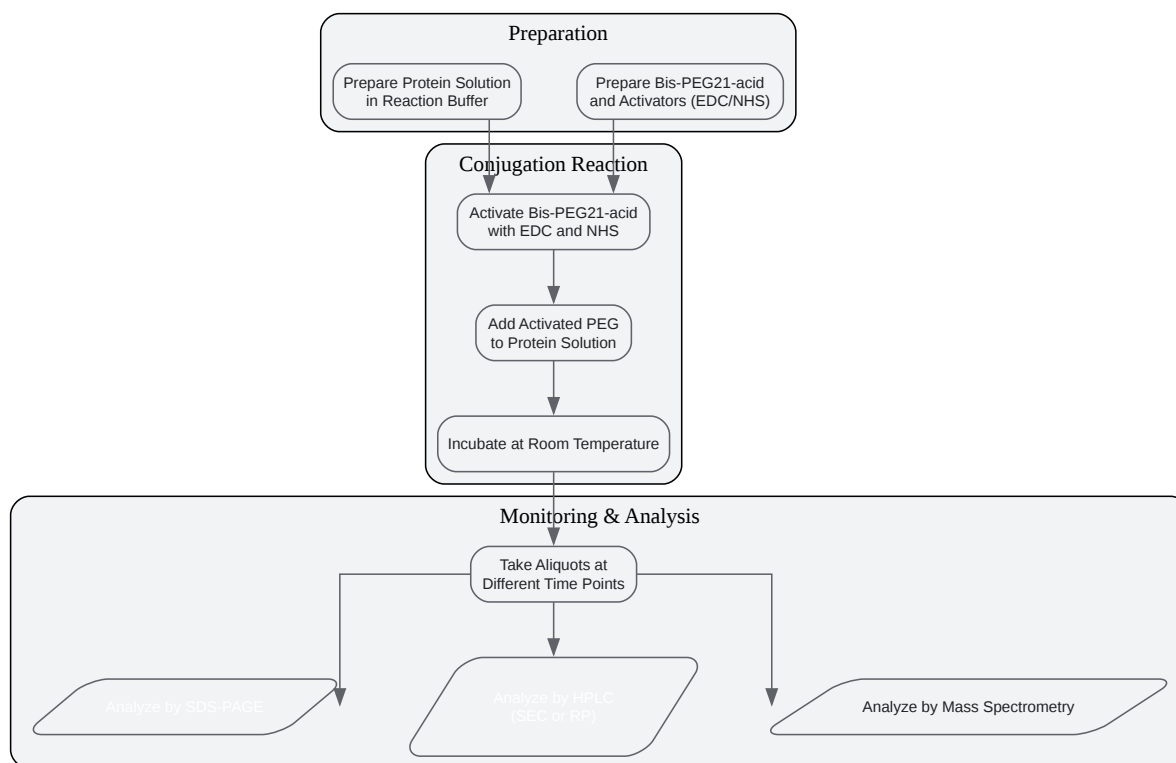 Preparation
Prepare Protein Solution
in Reaction Buffer
Prepare Bis-PEG21-acid
and Activators (EDC/NHS)
Conjugation Reaction
Activate Bis-PEG21-acid
with EDC and NHS
Add Activated PEG
to Protein Solution
Incubate at Room Temperature
Monitoring & Analysis
Take Aliquots at
Different Time Points
Analyze by SDS-PAGE
Analyze by HPLC
(SEC or RP)
Analyze by Mass Spectrometry